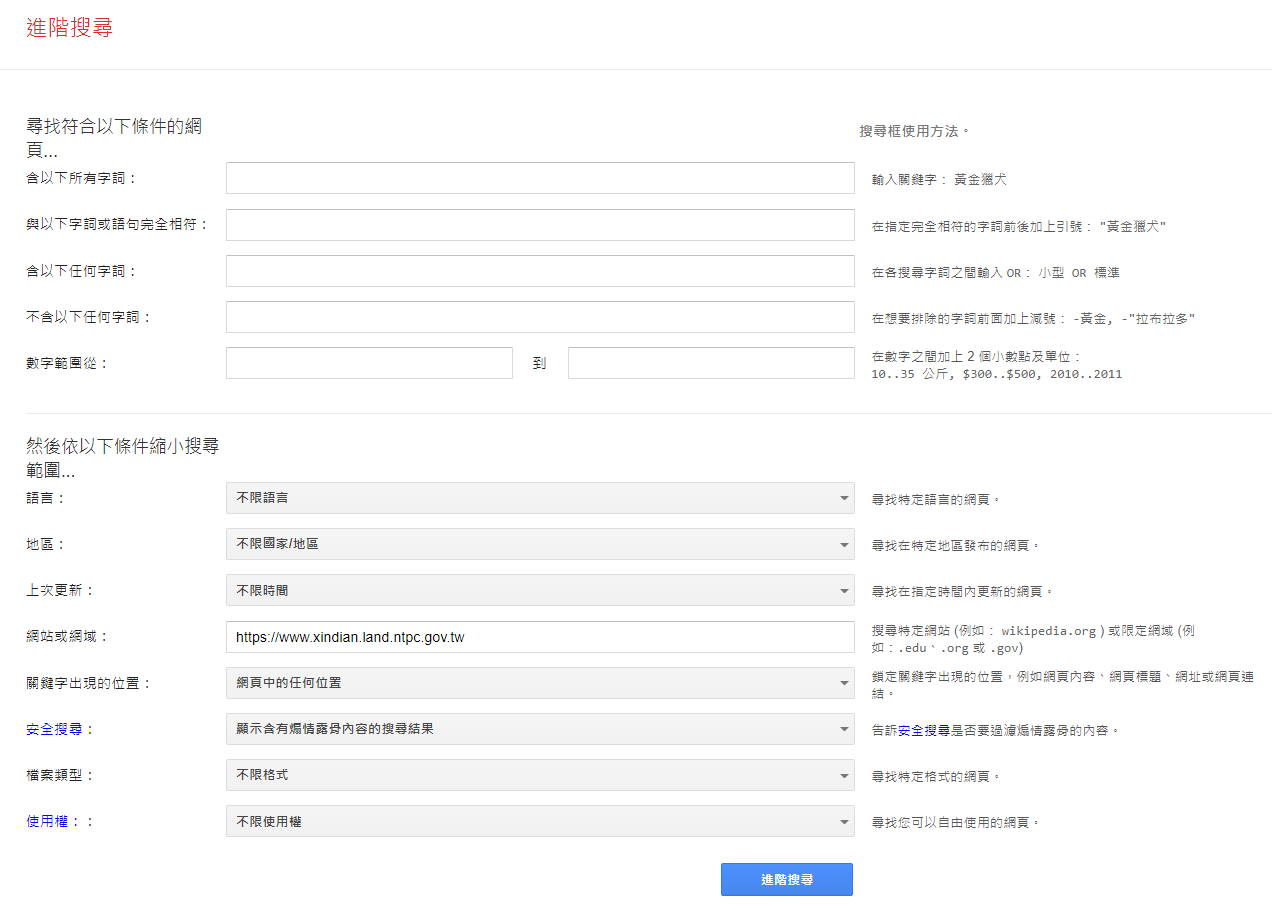 進階搜尋
尋找符合以下條件的網
頁...
搜尋框使用方法。
含以下所有字詞：
輸入關鍵字： 黃金獵犬
與以下字詞或語句完全相符：
在指定完全相符的字詞前後加上引號： "黃金獵犬"
含以下任何字詞：
在各搜尋字詞之間輸入 OR： 小型 OR 標準
不含以下任何字詞：
在想要排除的字詞前面加上減號： -黃金, -"拉布拉多"
數字範圍從：
到
在數字之間加上 2 個小數點及單位：
10..35 公斤, $300..$500, 2010..2011
然後依以下條件縮小搜尋
範圍...
語言：
不限語言
尋找特定語言的網頁。
地區：
不限國家/地區
尋找在特定地區發布的網頁。
上次更新：
不限時間
尋找在指定時間內更新的網頁。
網站或網域：
https://www.xindian.land.ntpc.gov.tw
搜尋特定網站 (例如： wikipedia.org ) 或限定網域 (例
如：.edu、.org 或 .gov)
關鍵字出現的位置：
網頁中的任何位置
鎖定關鍵字出現的位置，例如網頁內容、網頁標題、網址或網頁連
結。
安全搜尋：
顯示含有煽情露骨內容的搜尋結果
告訴安全搜尋是否要過濾煽情露骨的內容。
檔案類型：
不限格式
尋找特定格式的網頁。
使用權：：
不限使用權
尋找您可以自由使用的網頁。
進階搜尋